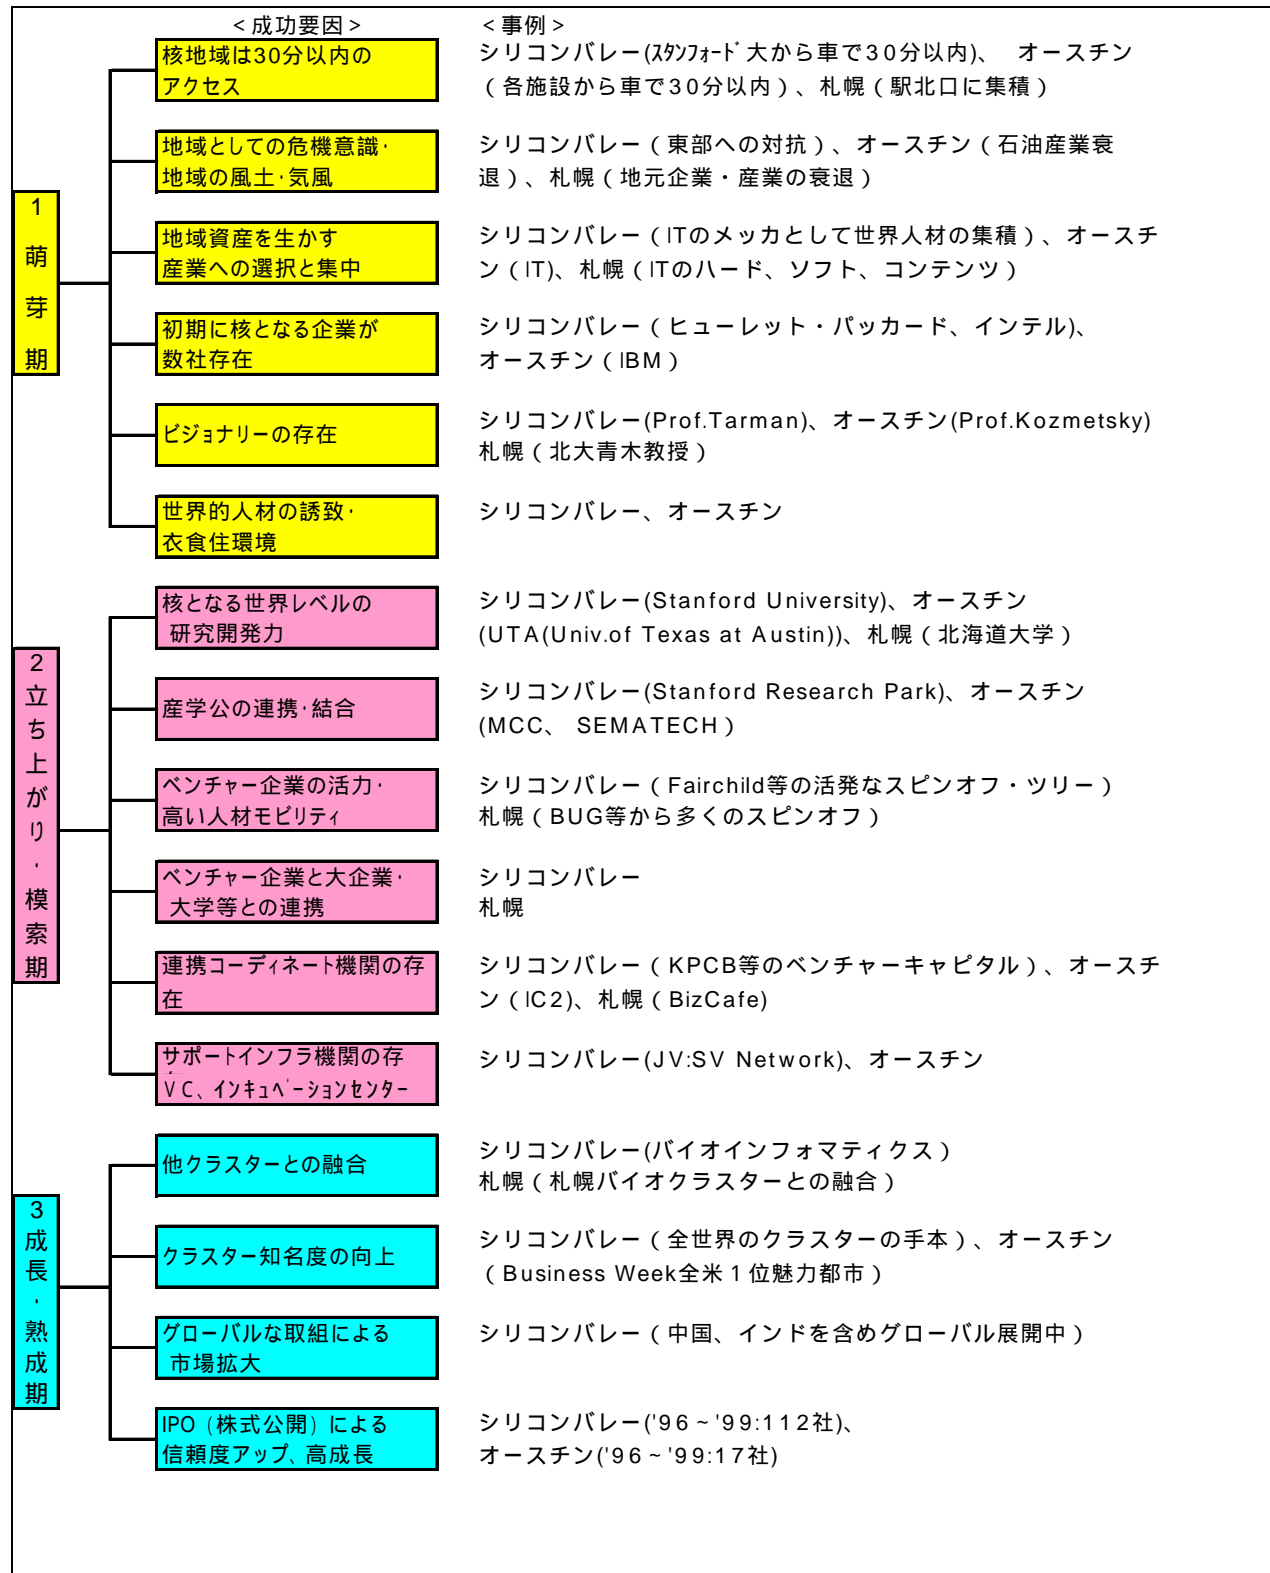 ＜成功要因＞
＜事例＞
1
萌
芽
期
核地域は30分以内の
アクセス
シリコンバレー(ｽﾀﾝﾌｫｰﾄﾞ大から車で30分以内)、 オースチン
（各施設から車で30分以内）、札幌（駅北口に集積）
地域としての危機意識･
地域の風土･気風
シリコンバレー（東部への対抗）、オースチン（石油産業衰
退）、札幌（地元企業・産業の衰退）
地域資産を生かす
産業への選択と集中
シリコンバレー（ITのメッカとして世界人材の集積）、オースチ
ン（IT)、札幌（ITのハード、ソフト、コンテンツ）
初期に核となる企業が
数社存在
シリコンバレー（ヒューレット・パッカード、インテル)、
オースチン（IBM）
ビジョナリーの存在
シリコンバレー(Prof.Tarman)、オースチン(Prof.Kozmetsky)
札幌（北大青木教授）
世界的人材の誘致･
衣食住環境
シリコンバレー、オースチン
2
立
ち
上
が
り
・
模
索
期
核となる世界レベルの
研究開発力
シリコンバレー(Stanford University)、オースチン
(UTA(Univ.of Texas at Austin))、札幌（北海道大学）
産学公の連携･結合
シリコンバレー(Stanford Research Park)、オースチン
(MCC、 SEMATECH）
ベンチャー企業の活力･
高い人材モビリティ
シリコンバレー（Fairchild等の活発なスピンオフ・ツリー）
札幌（BUG等から多くのスピンオフ）
ベンチャー企業と大企業･
大学等との連携
シリコンバレー
札幌
連携コーディネート機関の存
在
シリコンバレー（KPCB等のベンチャーキャピタル）、オースチ
ン（IC2)、札幌（BizCafe)
サポートインフラ機関の存
VC、ｲﾝｷｭﾍﾞｰｼｮﾝｾﾝﾀｰ
シリコンバレー(JV:SV Network)、オースチン
3
成
長
・
熟
成
期
他クラスターとの融合
シリコンバレー(バイオインフォマティクス）
札幌（札幌バイオクラスターとの融合）
クラスター知名度の向上
シリコンバレー（全世界のクラスターの手本）、オースチン
（Business Week全米１位魅力都市）
グローバルな取組による
市場拡大
シリコンバレー（中国、インドを含めグローバル展開中）
IPO（株式公開）による
信頼度アップ、高成長
シリコンバレー('96～'99:112社)、
オースチン('96～'99:17社)